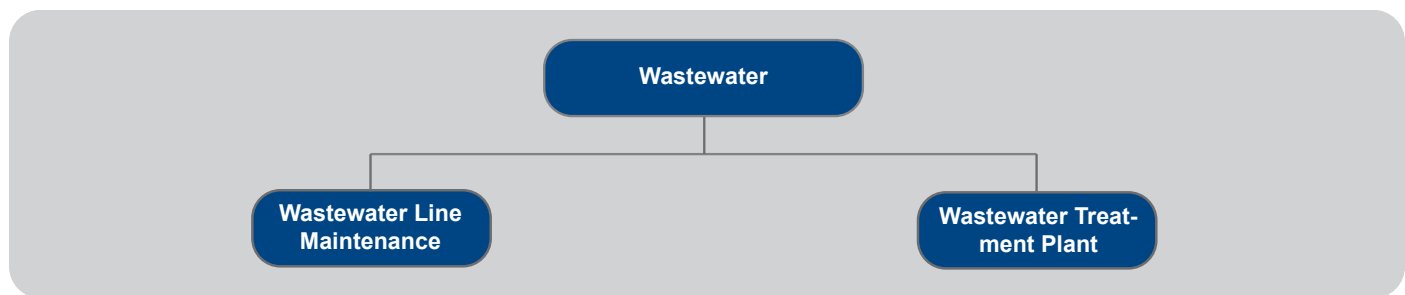 Wastewater
Wastewater Line
Maintenance
Wastewater Treat-
ment Plant